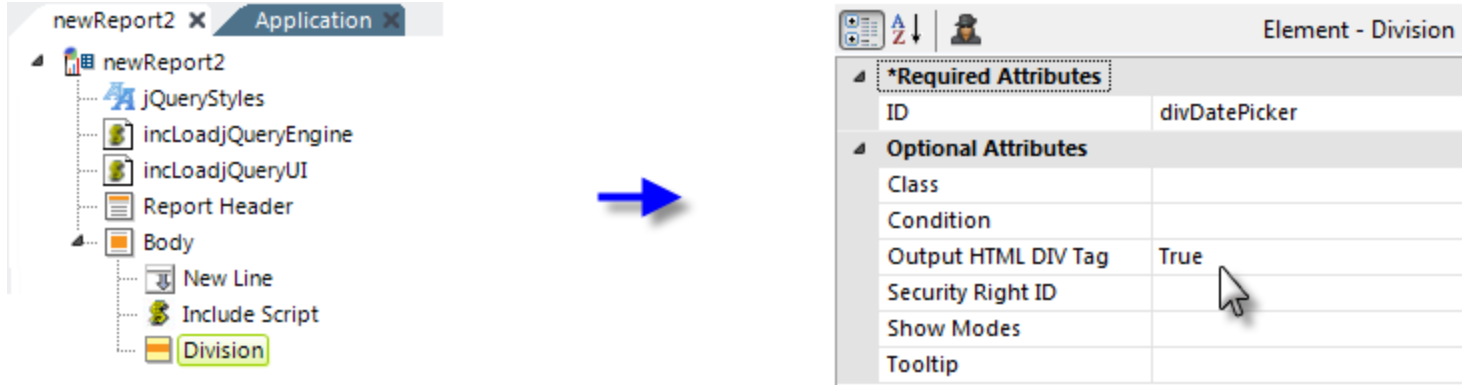 newReport2
Application
newReport2
jQueryStyles
incLoadjQueryEngine
incLoadjQueryUI
Report Header
Body
New Line
Include Script
Division
A Z Element - Division
*Required Attributes
ID divDatePicker
Optional Attributes
Class
Condition
Output HTML DIV Tag True
Security Right ID
Show Modes
Tooltip